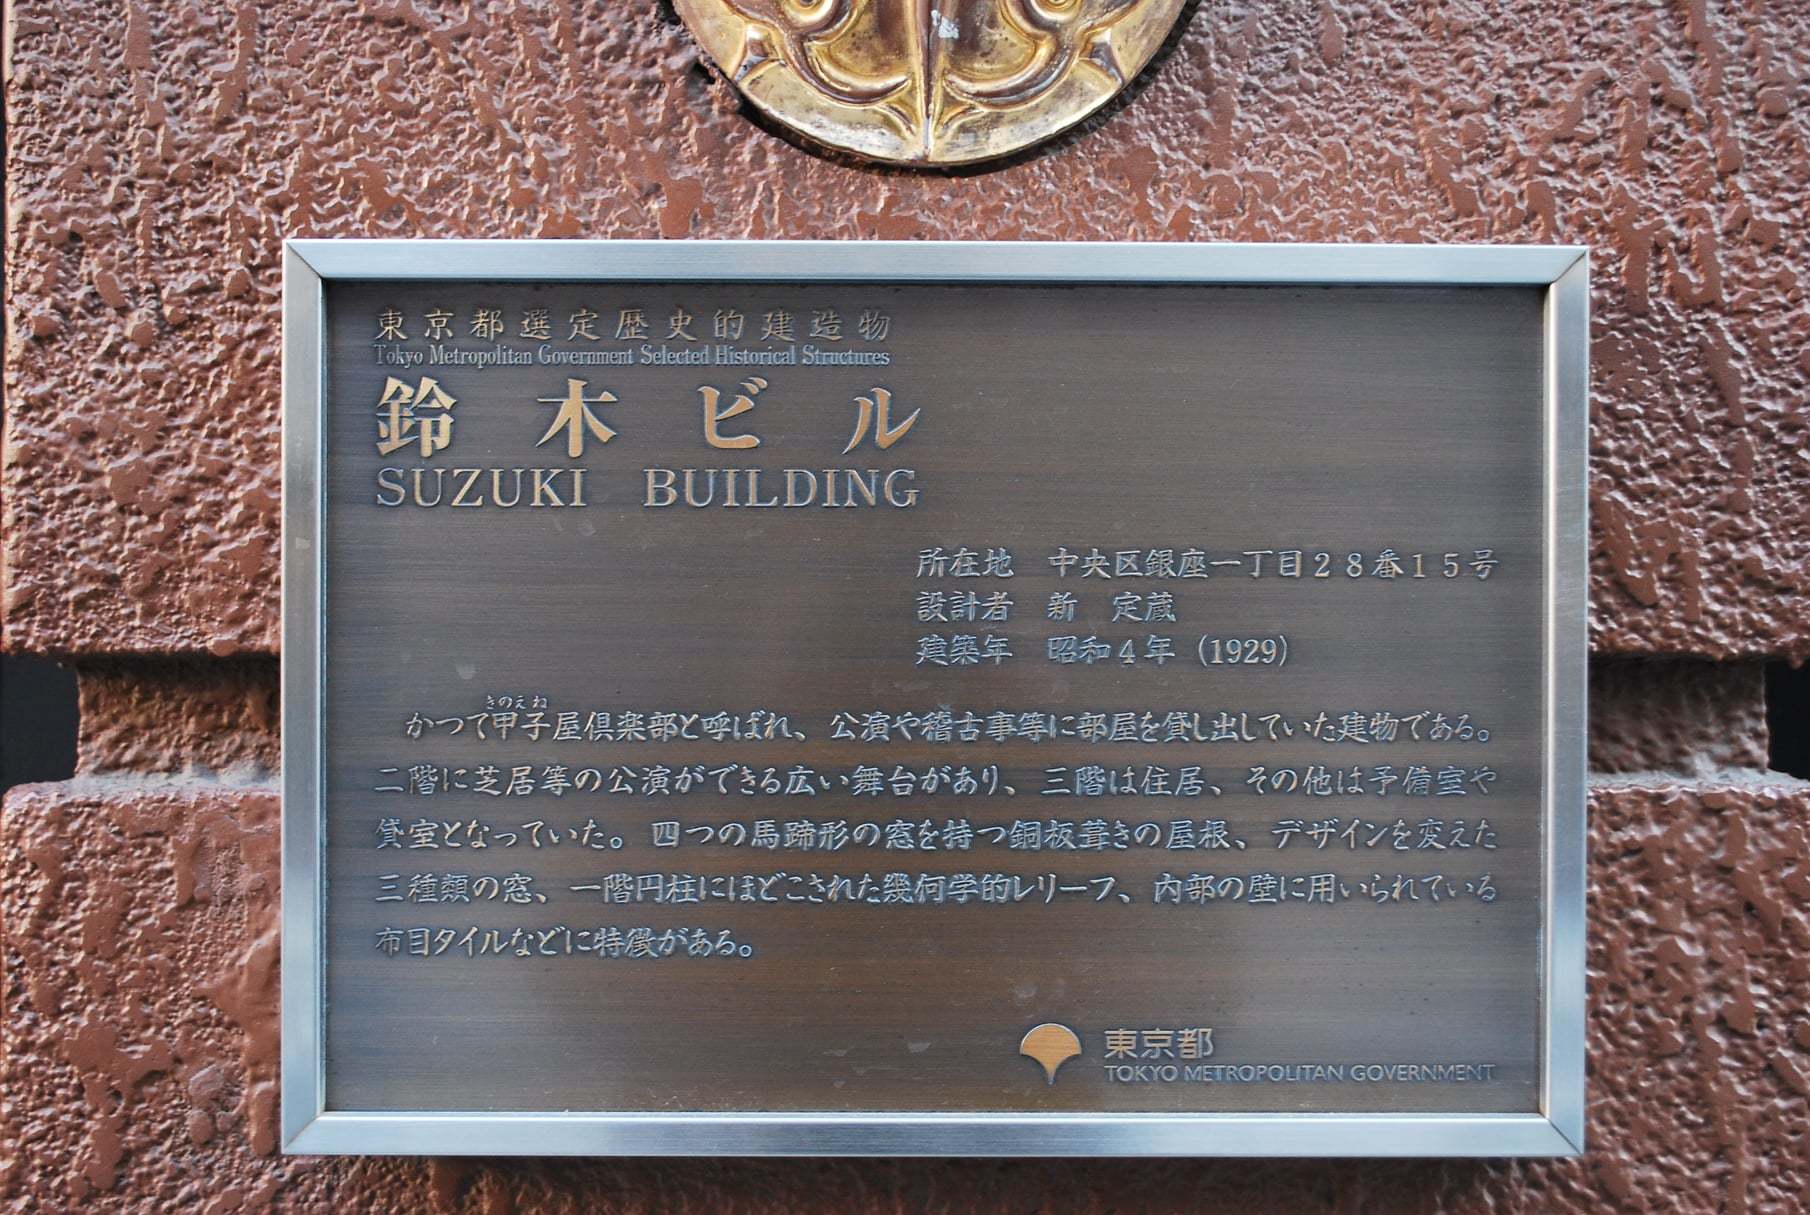 東京都選定歴史的建造物
Tokyo Metropolitan Government Selected Historical Structures
鈴木ビル
SUZUKI BUILDING
所在地　中央区銀座一丁目２８番１５号
設計者　新　定蔵
建築年　昭和４年（1929）
きのえね
かつて甲子屋倶楽部と呼ばれ、公演や稽古事等に部屋を貸し出していた建物である。
二階に芝居等の公演ができる広い舞台があり、三階は住居、その他は予備室や
貸室となっていた。四つの馬蹄形の窓を持つ銅板葺きの屋根、デザインを変えた
三種類の窓、一階円柱にほどこされた幾何学的レリーフ、内部の壁に用いられている
布目タイルなどに特徴がある。
東京都
TOKYO METROPOLITAN GOVERNMENT